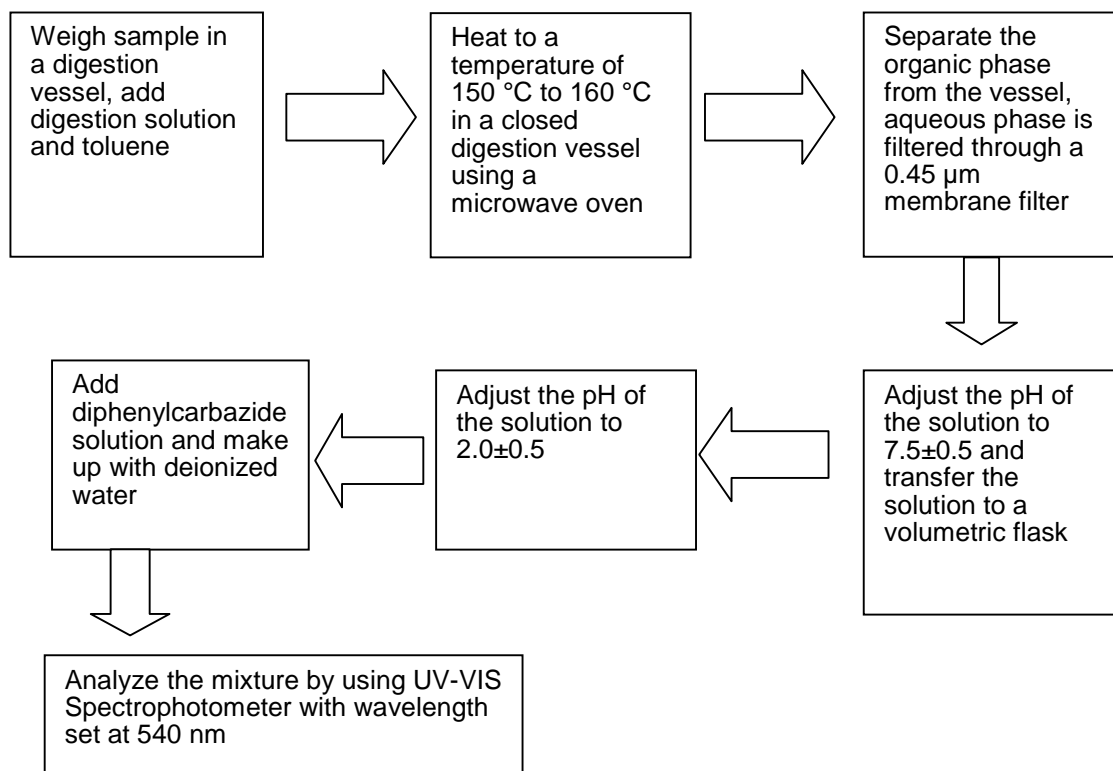 Weigh sample in
a digestion
vessel, add
digestion solution
and toluene
Heat to a
temperature of
150 °C to 160 °C
in a closed
digestion vessel
using a
microwave oven
Separate the
organic phase
from the vessel,
aqueous phase is
filtered through a
0.45 µm
membrane filter
Adjust the pH of
the solution to
7.5±0.5 and
transfer the
solution to a
volumetric flask
Adjust the pH of
the solution to
2.0±0.5
Add
diphenylcarbazide
solution and make
up with deionized
water
Analyze the mixture by using UV-VIS
Spectrophotometer with wavelength
set at 540 nm